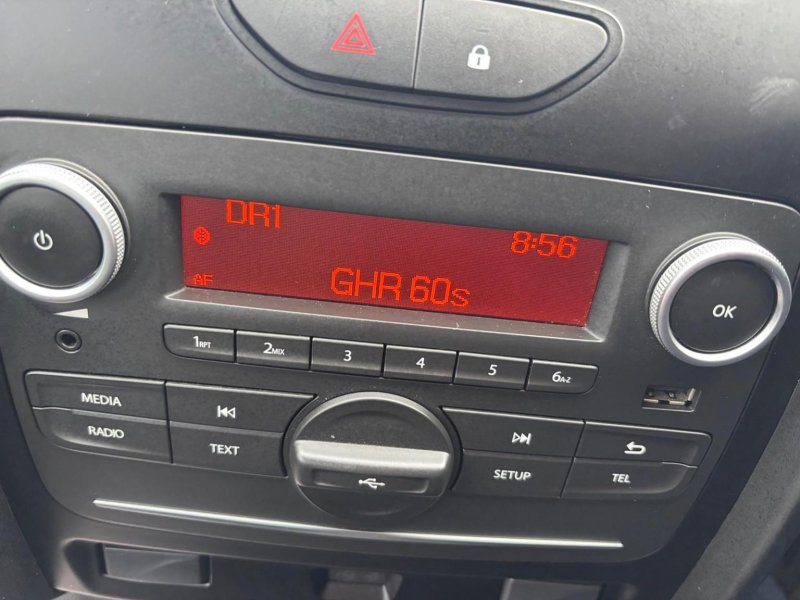 DR1
8:56
AF
GHR 60s
OK
1RPT 2MIX 3 4 5 6A-Z
MEDIA
RADIO
TEXT
SETUP
TEL